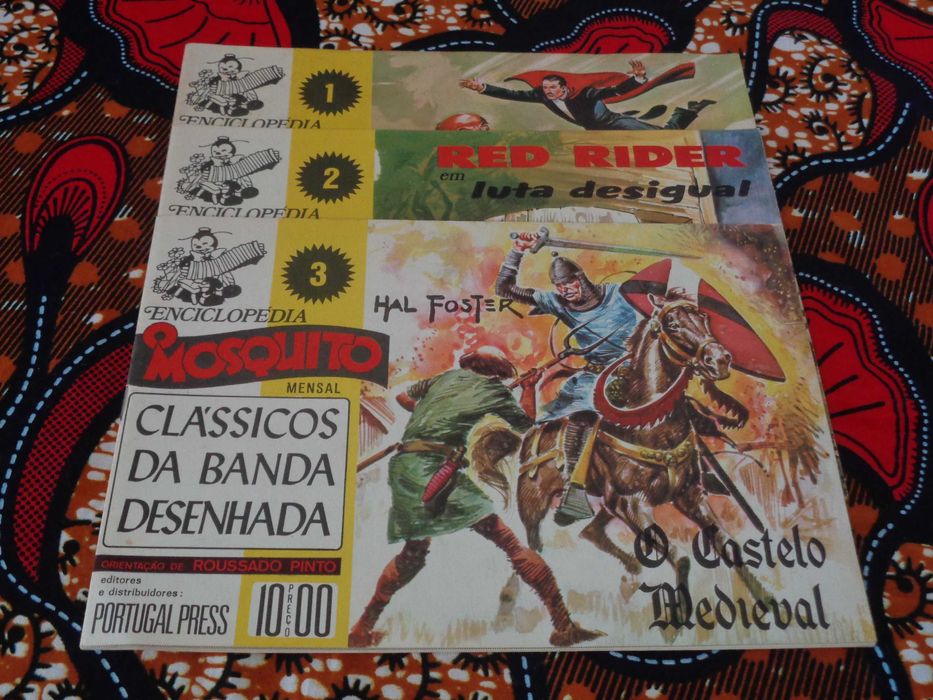 1
ENCICLOPÉDIA
2
ENCICLOPÉDIA
RED RIDER
em
luta desigual
3
ENCICLOPÉDIA
HAL FOSTER
O MOSQUITO
MENSAL
CLÁSSICOS
DA BANDA
DESENHADA
ORIENTAÇÃO DE ROUSSADO PINTO
editores
e distribuidores:
PORTUGAL PRESS
10 PREÇO 00
O Castelo
Medieval